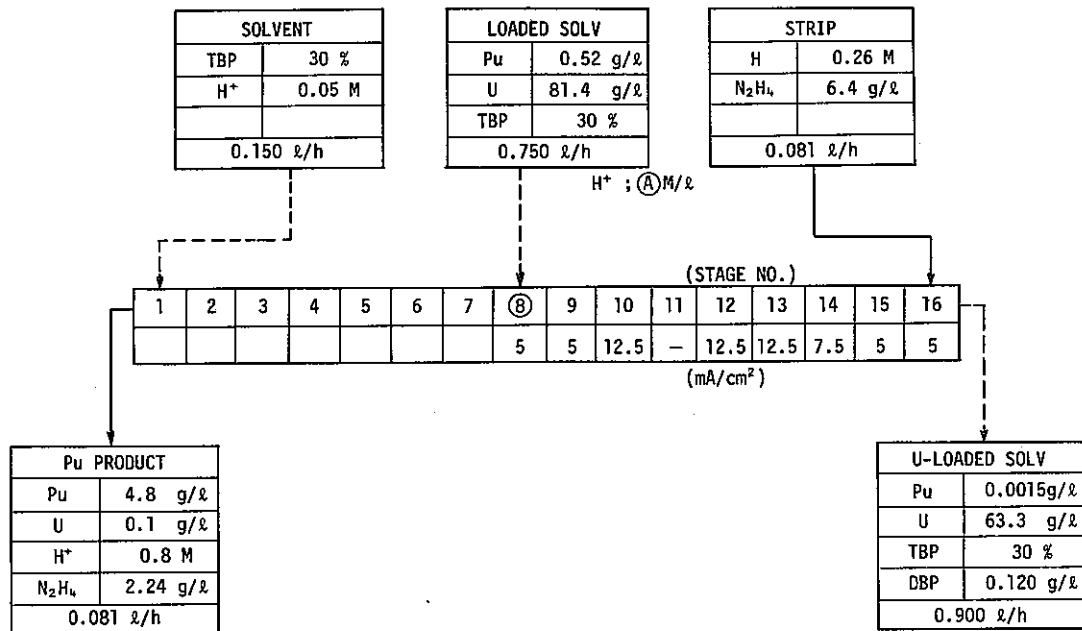 SOLVENT
TBP 30 %
H⁺ 0.05 M
0.150 ℓ/h
LOADED SOLV
Pu 0.52 g/ℓ
U 81.4 g/ℓ
TBP 30 %
0.750 ℓ/h
H⁺ ; Ⓐ M/ℓ
STRIP
H 0.26 M
N₂H₄ 6.4 g/ℓ
0.081 ℓ/h
(STAGE NO.)
1 2 3 4 5 6 7 ⑧ 9 10 11 12 13 14 15 16
5 5 12.5 – 12.5 12.5 7.5 5 5
(mA/cm²)
Pu PRODUCT
Pu 4.8 g/ℓ
U 0.1 g/ℓ
H⁺ 0.8 M
N₂H₄ 2.24 g/ℓ
0.081 ℓ/h
U-LOADED SOLV
Pu 0.0015g/ℓ
U 63.3 g/ℓ
TBP 30 %
DBP 0.120 g/ℓ
0.900 ℓ/h